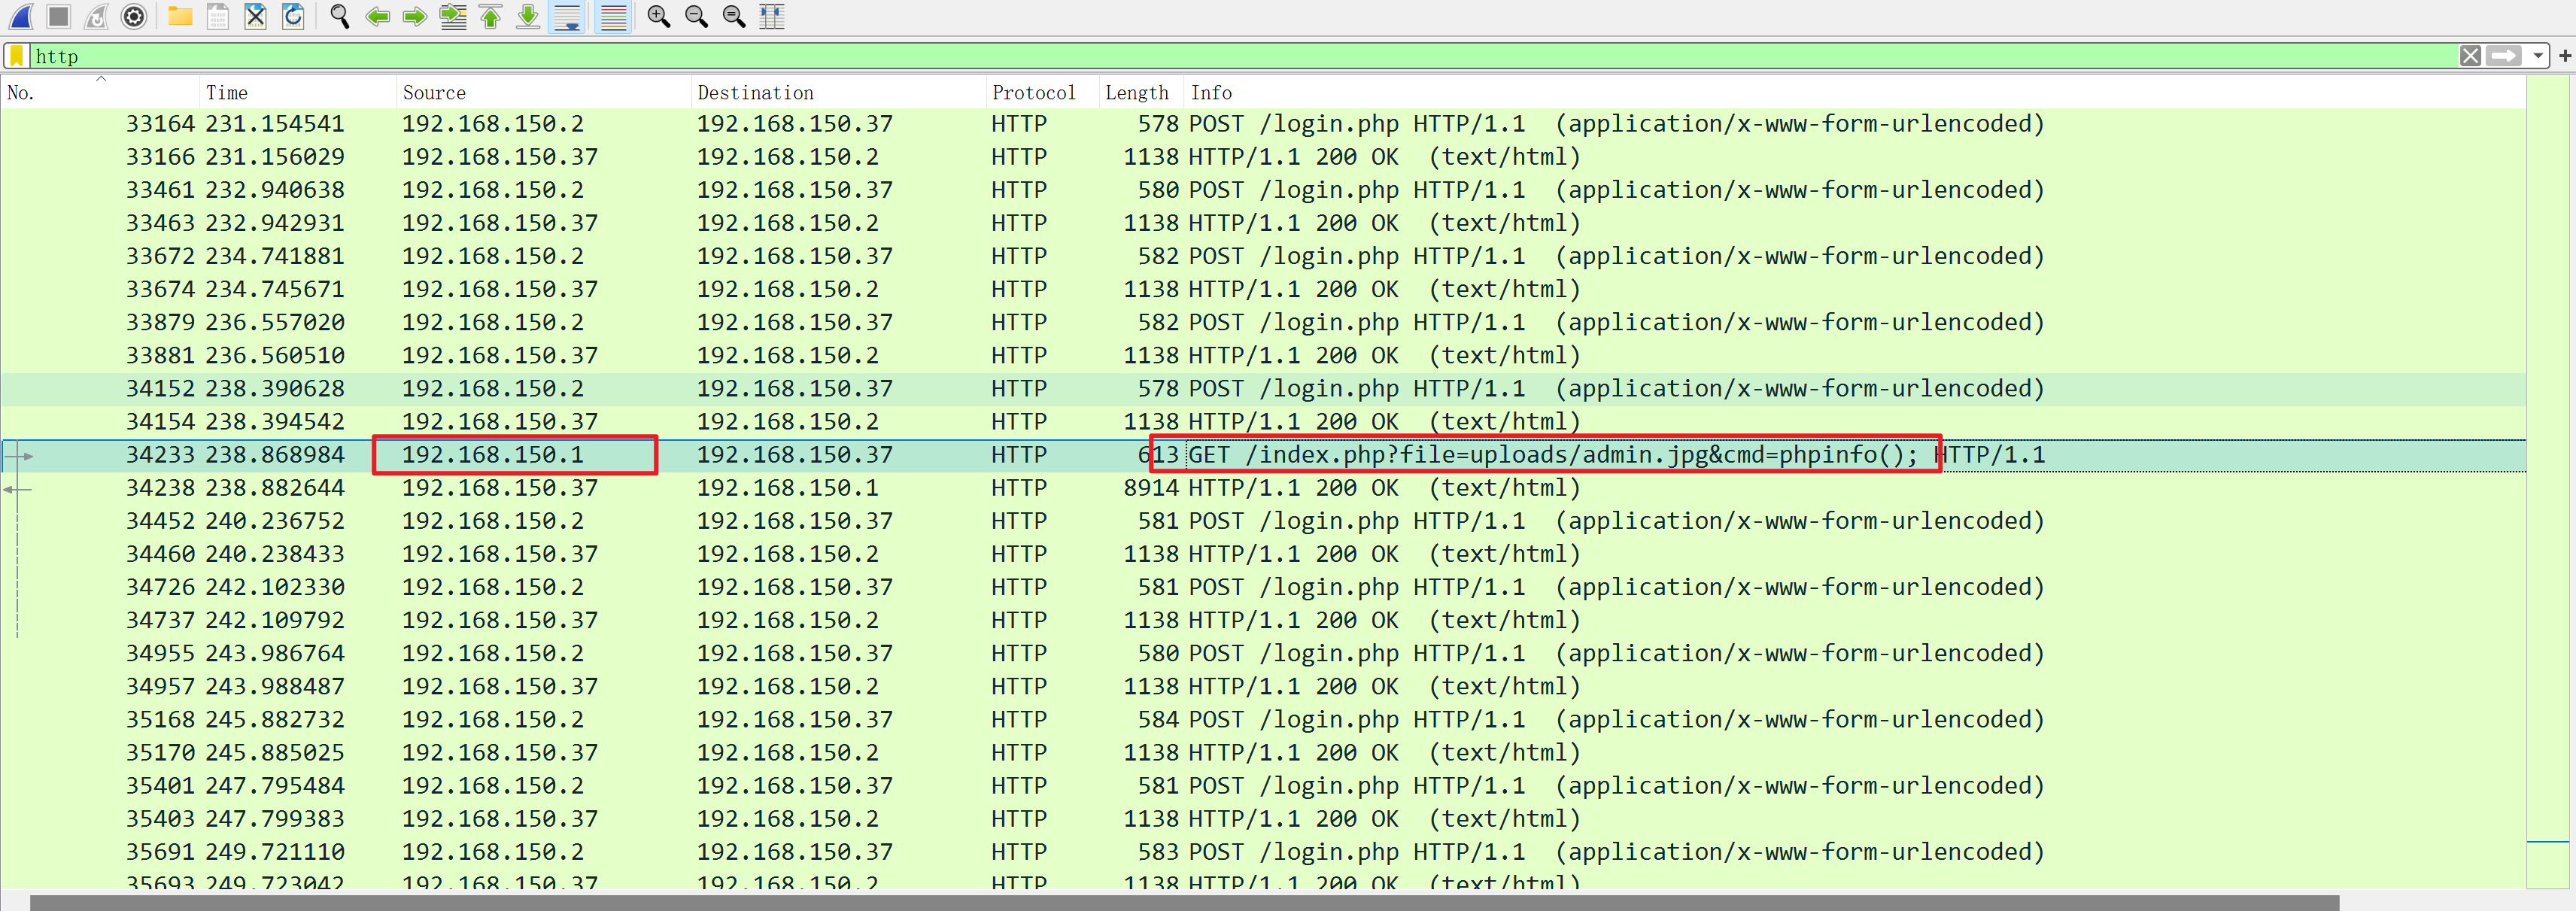 http
No. Time Source Destination Protocol Length Info
33164 231.154541 192.168.150.2 192.168.150.37 HTTP 578 POST /login.php HTTP/1.1 (application/x-www-form-urlencoded)
33166 231.156029 192.168.150.37 192.168.150.2 HTTP 1138 HTTP/1.1 200 OK (text/html)
33461 232.940638 192.168.150.2 192.168.150.37 HTTP 580 POST /login.php HTTP/1.1 (application/x-www-form-urlencoded)
33463 232.942931 192.168.150.37 192.168.150.2 HTTP 1138 HTTP/1.1 200 OK (text/html)
33672 234.741881 192.168.150.2 192.168.150.37 HTTP 582 POST /login.php HTTP/1.1 (application/x-www-form-urlencoded)
33674 234.745671 192.168.150.37 192.168.150.2 HTTP 1138 HTTP/1.1 200 OK (text/html)
33879 236.557020 192.168.150.2 192.168.150.37 HTTP 582 POST /login.php HTTP/1.1 (application/x-www-form-urlencoded)
33881 236.560510 192.168.150.37 192.168.150.2 HTTP 1138 HTTP/1.1 200 OK (text/html)
34152 238.390628 192.168.150.2 192.168.150.37 HTTP 578 POST /login.php HTTP/1.1 (application/x-www-form-urlencoded)
34154 238.394542 192.168.150.37 192.168.150.2 HTTP 1138 HTTP/1.1 200 OK (text/html)
34233 238.868984 192.168.150.1 192.168.150.37 HTTP 613 GET /index.php?file=uploads/admin.jpg&cmd=phpinfo(); HTTP/1.1
34238 238.882644 192.168.150.37 192.168.150.1 HTTP 8914 HTTP/1.1 200 OK (text/html)
34452 240.236752 192.168.150.2 192.168.150.37 HTTP 581 POST /login.php HTTP/1.1 (application/x-www-form-urlencoded)
34460 240.238433 192.168.150.37 192.168.150.2 HTTP 1138 HTTP/1.1 200 OK (text/html)
34726 242.102330 192.168.150.2 192.168.150.37 HTTP 581 POST /login.php HTTP/1.1 (application/x-www-form-urlencoded)
34737 242.109792 192.168.150.37 192.168.150.2 HTTP 1138 HTTP/1.1 200 OK (text/html)
34955 243.986764 192.168.150.2 192.168.150.37 HTTP 580 POST /login.php HTTP/1.1 (application/x-www-form-urlencoded)
34957 243.988487 192.168.150.37 192.168.150.2 HTTP 1138 HTTP/1.1 200 OK (text/html)
35168 245.882732 192.168.150.2 192.168.150.37 HTTP 584 POST /login.php HTTP/1.1 (application/x-www-form-urlencoded)
35170 245.885025 192.168.150.37 192.168.150.2 HTTP 1138 HTTP/1.1 200 OK (text/html)
35401 247.795484 192.168.150.2 192.168.150.37 HTTP 581 POST /login.php HTTP/1.1 (application/x-www-form-urlencoded)
35403 247.799383 192.168.150.37 192.168.150.2 HTTP 1138 HTTP/1.1 200 OK (text/html)
35691 249.721110 192.168.150.2 192.168.150.37 HTTP 583 POST /login.php HTTP/1.1 (application/x-www-form-urlencoded)
35693 249.723042 192.168.150.37 192.168.150.2 HTTP 1138 HTTP/1.1 200 OK (text/html)